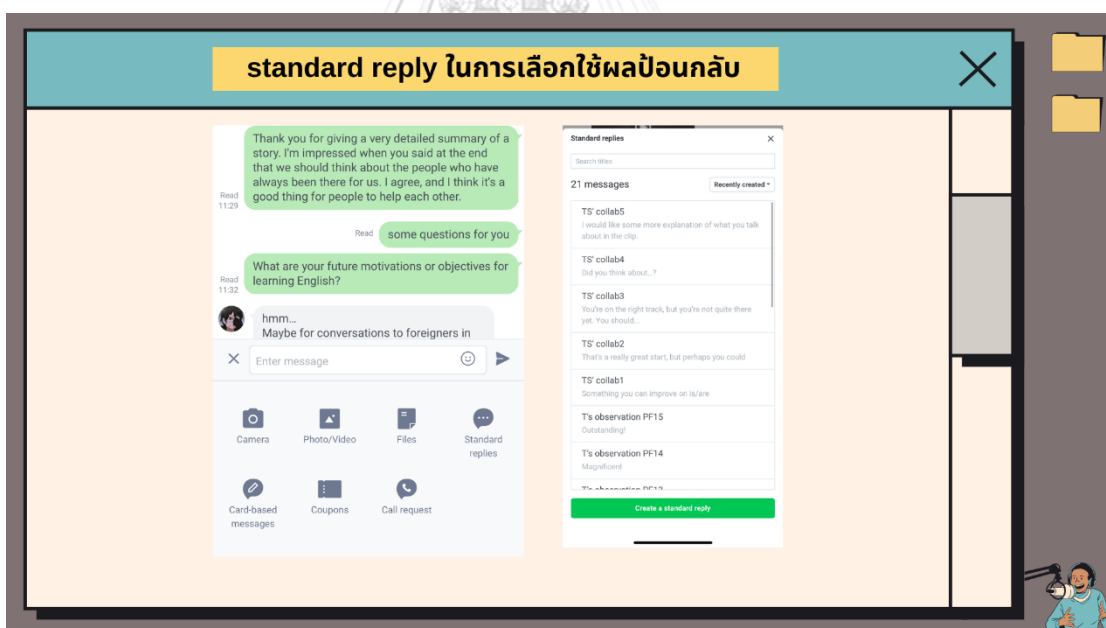 standard reply ในการเลือกใช้ผลป้อนกลับ
Thank you for giving a very detailed summary of a
story. I'm impressed when you said at the end
that we should think about the people who have
always been there for us. I agree, and I think it's a
good thing for people to help each other.
Read
11:29
Read
some questions for you
What are your future motivations or objectives for
learning English?
Read
11:32
hmm...
Maybe for conversations to foreigners in
Enter message
Camera
Photo/Video
Files
Standard
replies
Card-based
messages
Coupons
Call request
Standard replies
Search titles
21 messages
Recently created
TS' collab5
I would like some more explanation of what you talk
about in the clip.
TS' collab4
Did you think about...?
TS' collab3
You're on the right track, but you're not quite there
yet. You should...
TS' collab2
That's a really great start, but perhaps you could
TS' collab1
Something you can improve on is/are
T's observation PF15
Outstanding!
T's observation PF14
Magnificent
T's observation PF13
Create a standard reply